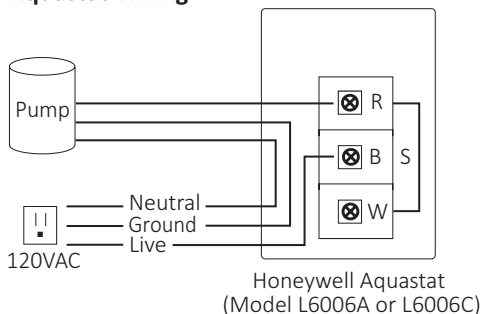 Aquastat Wiring
Pump
R
B
S
W
Neutral
Ground
Live
120VAC
Honeywell Aquastat
(Model L6006A or L6006C)